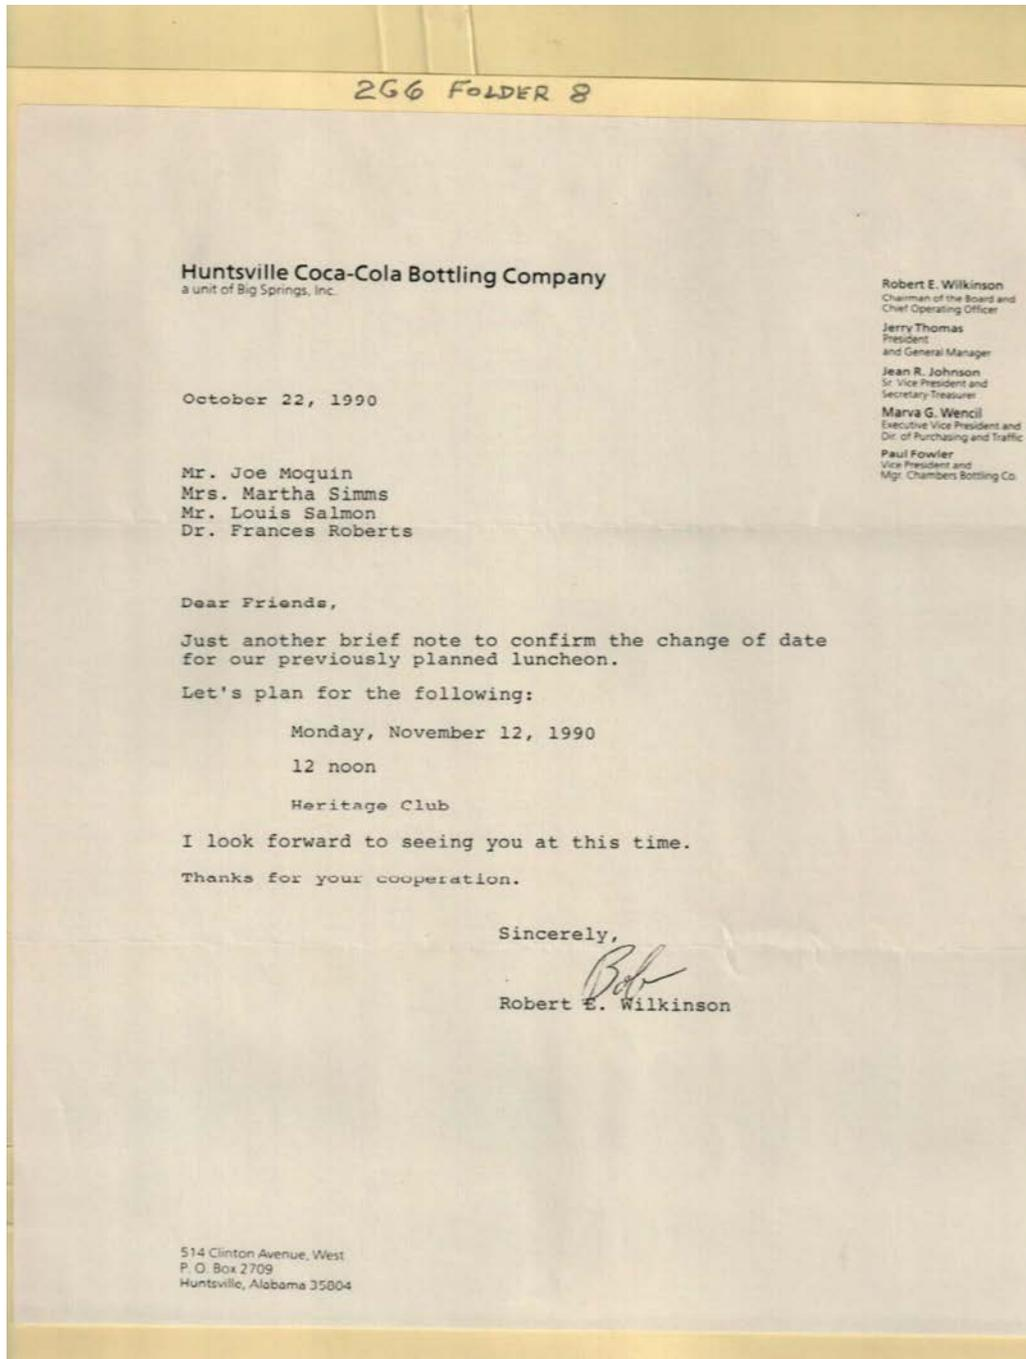 2G6 FOLDER 8
Huntsville Coca-Cola Bottling Company
a unit of Big Springs, Inc.
Robert E. Wilkinson
Chairman of the Board and
Chief Operating Officer
Jerry Thomas
President
and General Manager
Jean R. Johnson
Sr. Vice President and
Secretary-Treasurer
Marva G. Wencil
Executive Vice President and
Dir. of Purchasing and Traffic
Paul Fowler
Vice President and
Mgr. Chambers Bottling Co.
October 22, 1990
Mr. Joe Moquin
Mrs. Martha Simms
Mr. Louis Salmon
Dr. Frances Roberts
Dear Friends,
Just another brief note to confirm the change of date
for our previously planned luncheon.
Let's plan for the following:
Monday, November 12, 1990
12 noon
Heritage Club
I look forward to seeing you at this time.
Thanks for your cooperation.
Sincerely,
Bob
Robert E. Wilkinson
514 Clinton Avenue, West
P. O. Box 2709
Huntsville, Alabama 35804